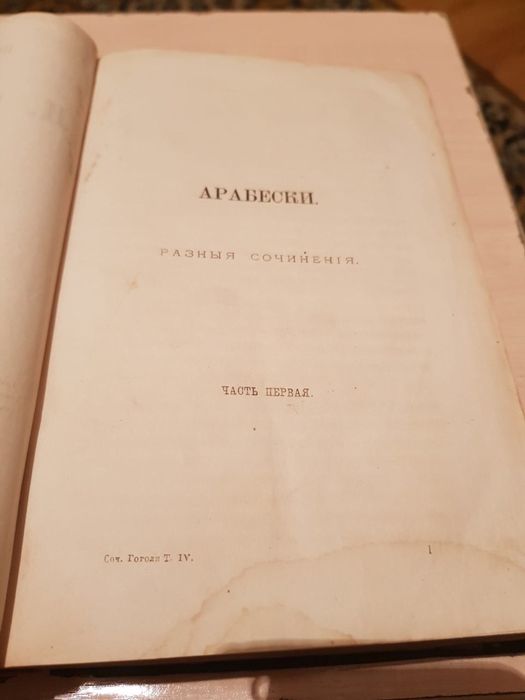 АРАБЕСКИ.
РАЗНЫЯ СОЧИНЕНІЯ.
ЧАСТЬ ПЕРВАЯ.
Соч. Гоголя Т. IV.
1